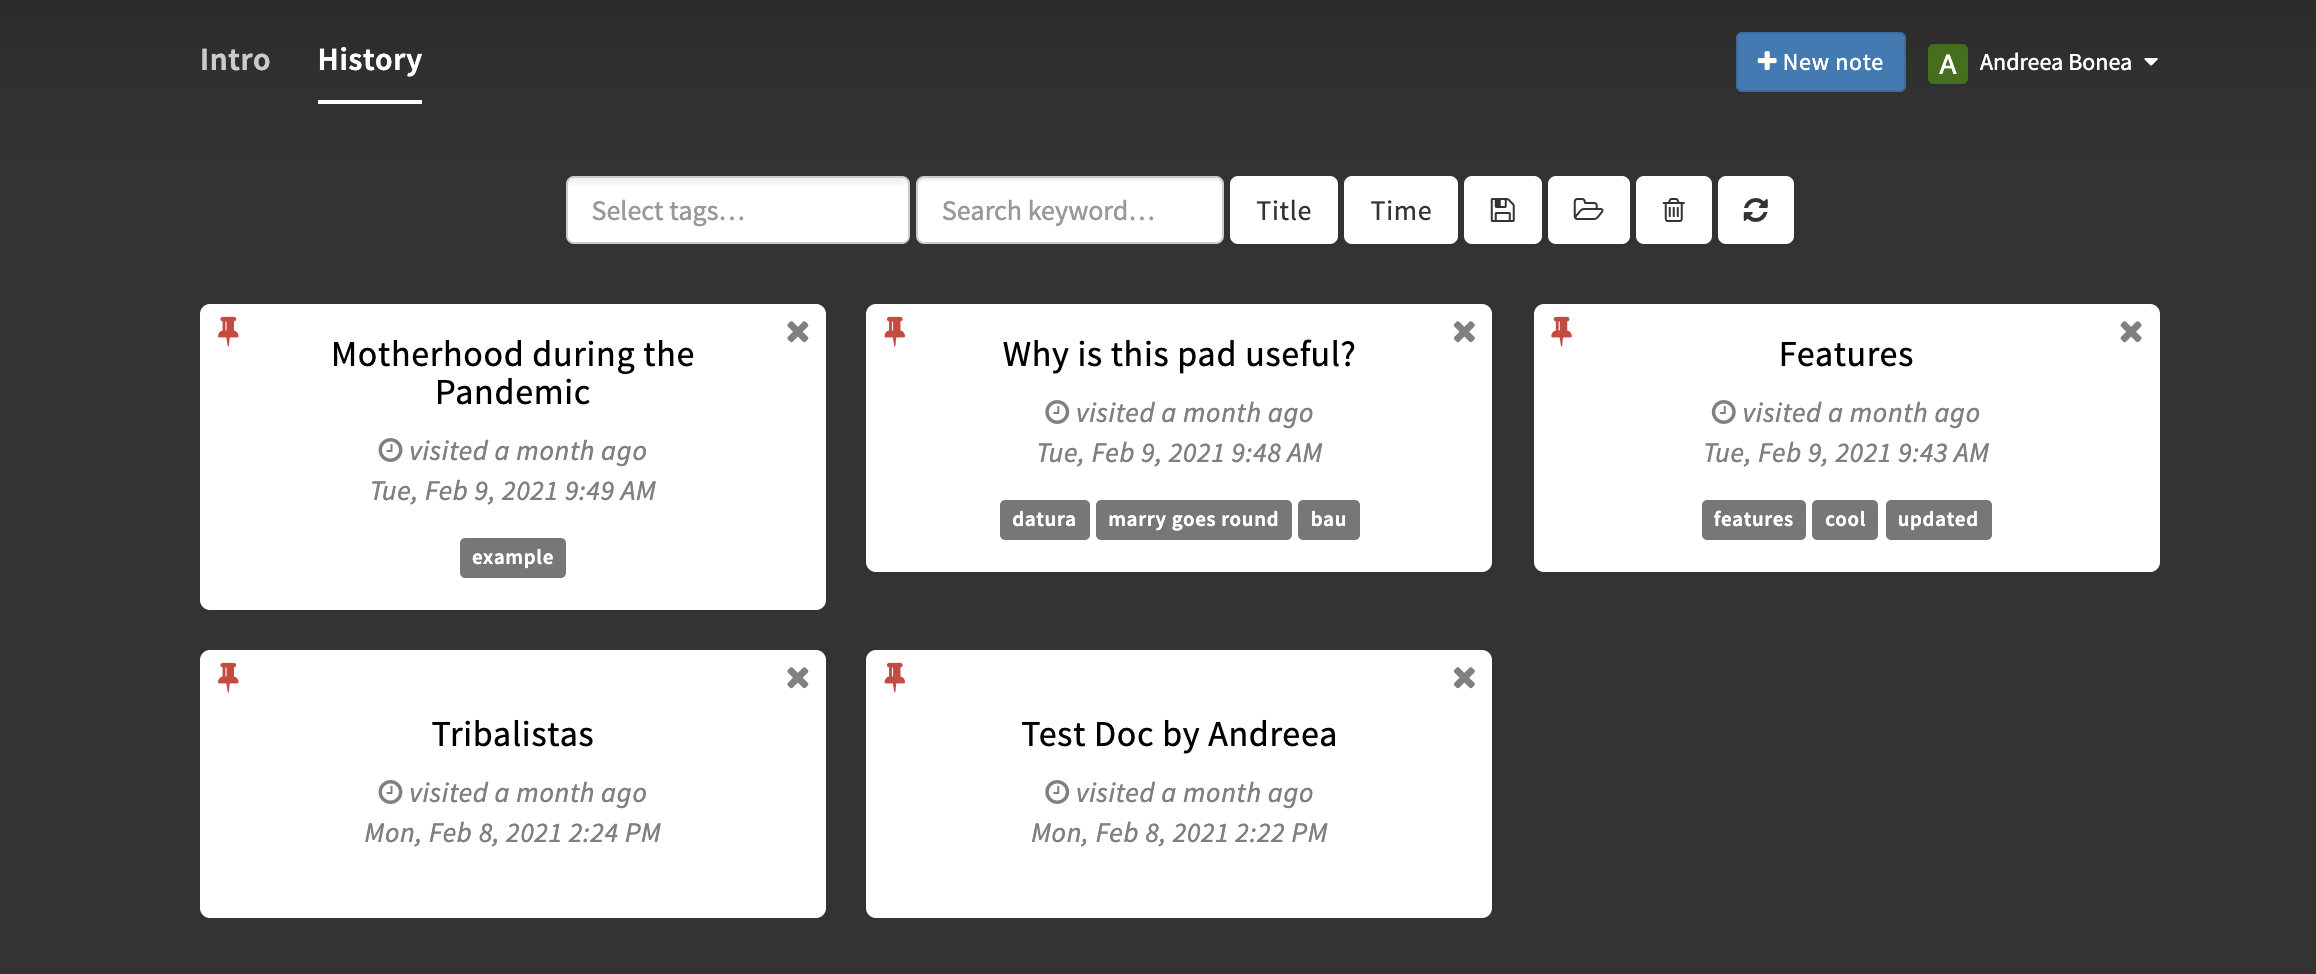 Intro
History
New note
A
Andreea Bonea
Select tags...
Search keyword...
Title
Time
Motherhood during the
Pandemic
visited a month ago
Tue, Feb 9, 2021 9:49 AM
example
Why is this pad useful?
visited a month ago
Tue, Feb 9, 2021 9:48 AM
datura
marry goes round
bau
Features
visited a month ago
Tue, Feb 9, 2021 9:43 AM
features
cool
updated
Tribalistas
visited a month ago
Mon, Feb 8, 2021 2:24 PM
Test Doc by Andreea
visited a month ago
Mon, Feb 8, 2021 2:22 PM